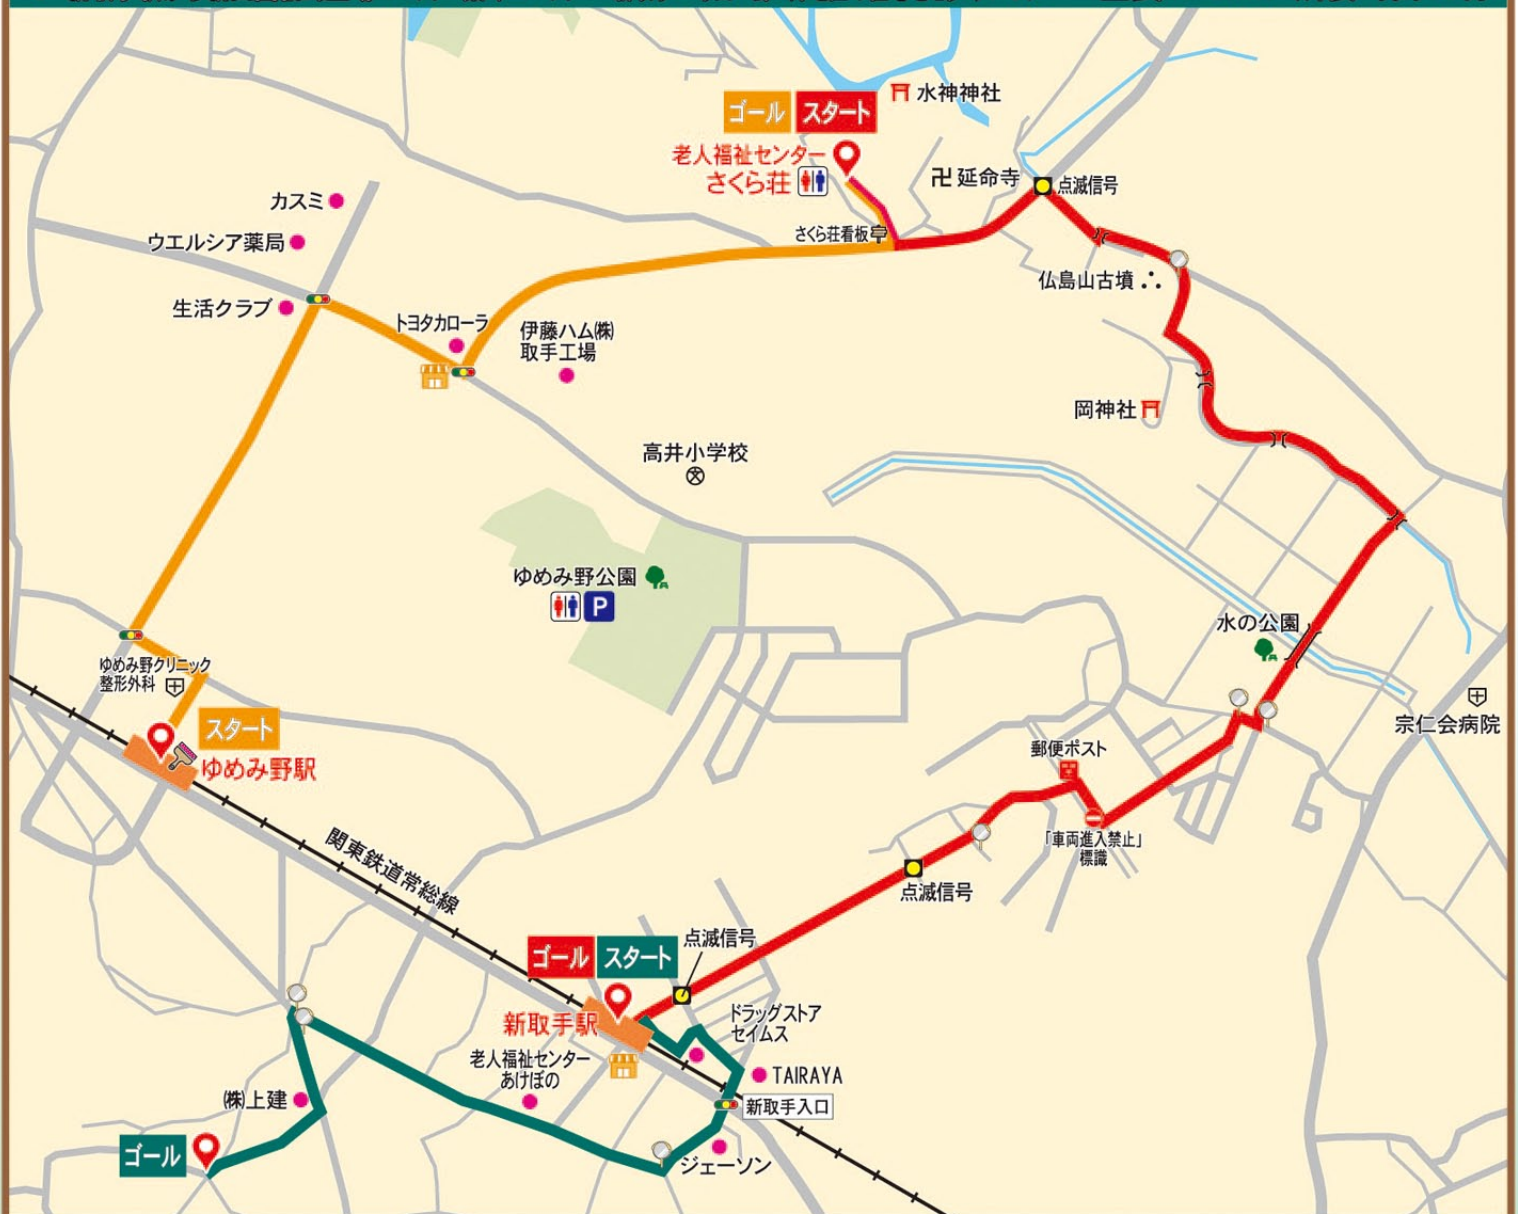 水神神社
ゴール
スタート
老人福祉センター
さくら荘
卍延命寺
点滅信号
カスミ
さくら荘看板
ウエルシア薬局
仏島山古墳
生活クラブ
トヨタカローラ
伊藤ハム㈱
取手工場
岡神社
高井小学校
ゆめみ野公園
P
水の公園
ゆめみ野クリニック
整形外科
スタート
ゆめみ野駅
宗仁会病院
郵便ポスト
「車両進入禁止」
標識
関東鉄道常総線
点滅信号
点滅信号
ゴール
スタート
新取手駅
ドラッグストア
セイムス
老人福祉センター
あけぼの
TAIRAYA
㈱上建
新取手入口
ゴール
ジェーソン